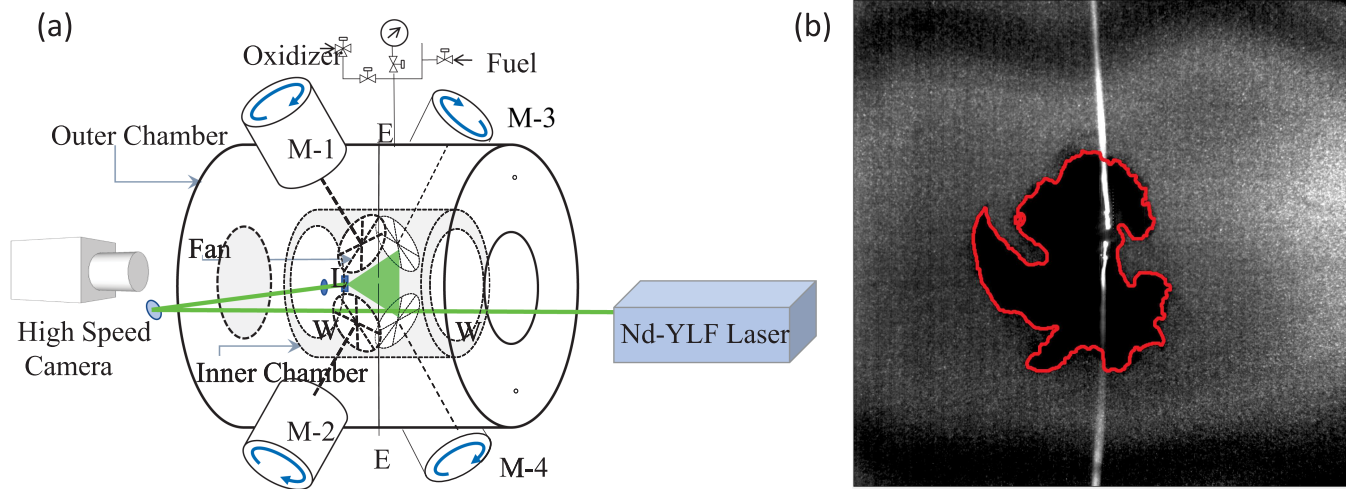 (a)
(b)
Oxidizer
Fuel
E
M-3
Outer Chamber
M-1
Fan
L
High Speed
Camera
W
W
Nd-YLF Laser
Inner Chamber
M-2
E
M-4